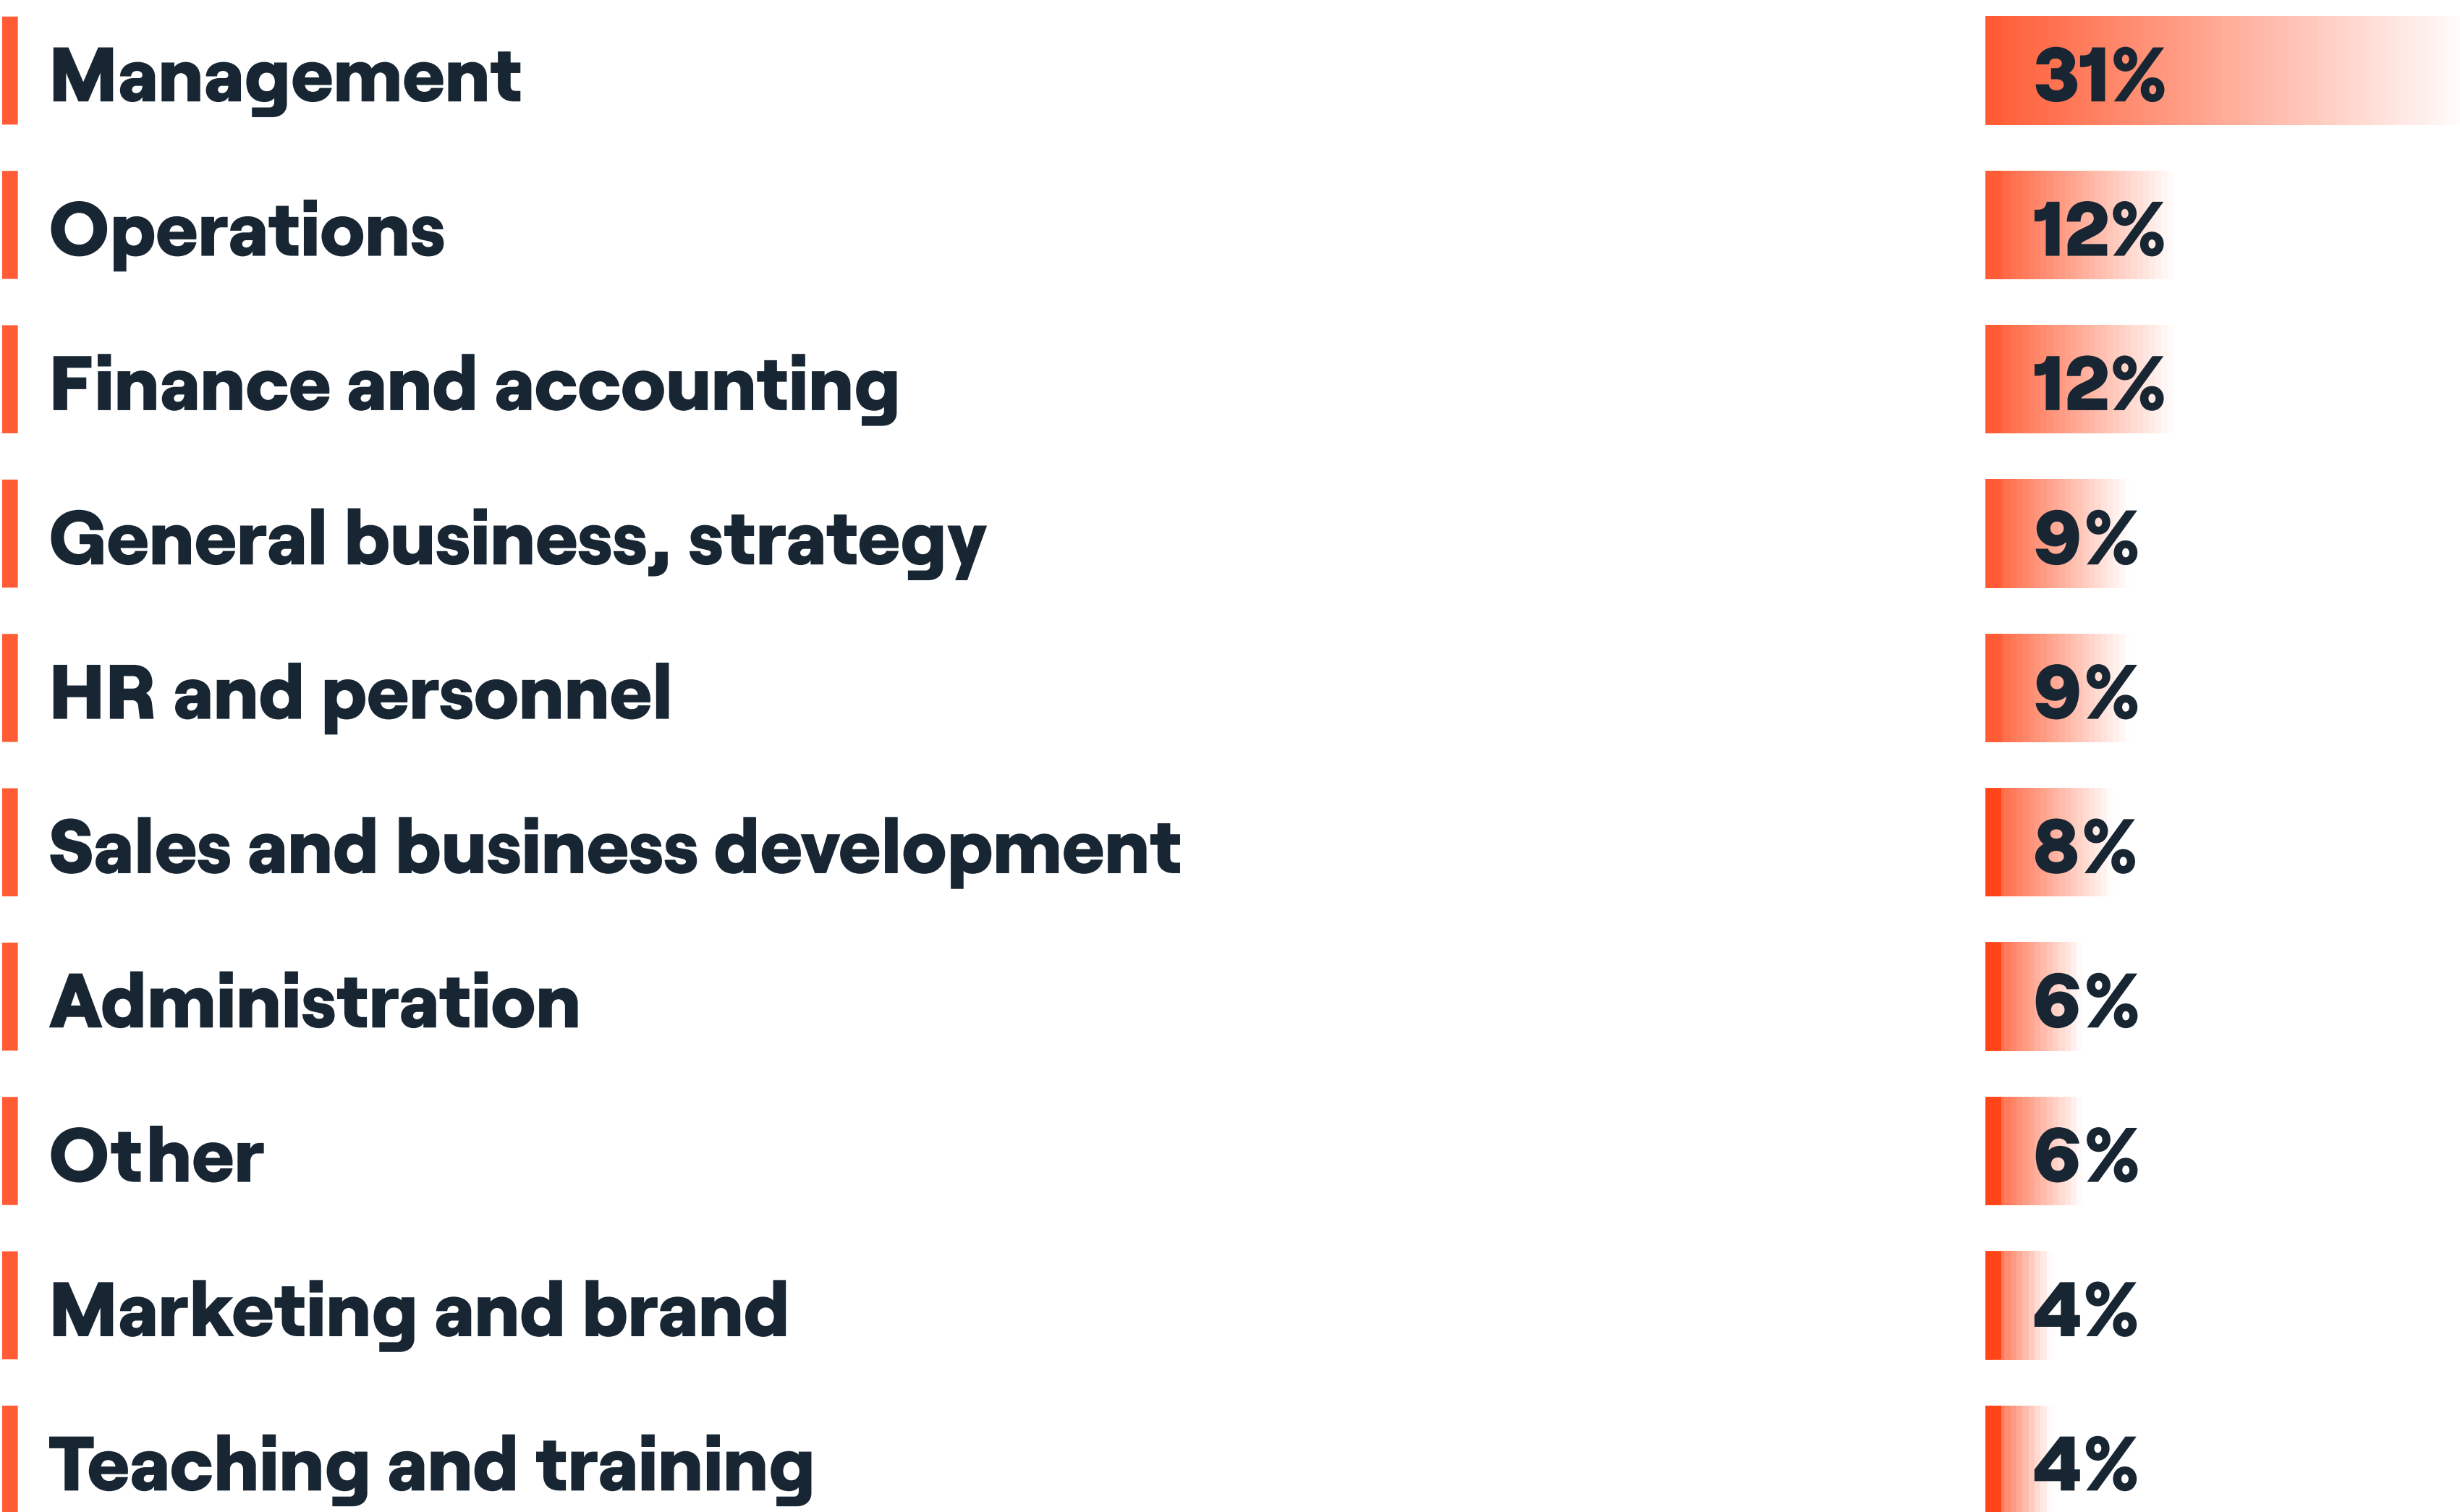 Management 31%
Operations 12%
Finance and accounting 12%
General business, strategy 9%
HR and personnel 9%
Sales and business development 8%
Administration 6%
Other 6%
Marketing and brand 4%
Teaching and training 4%